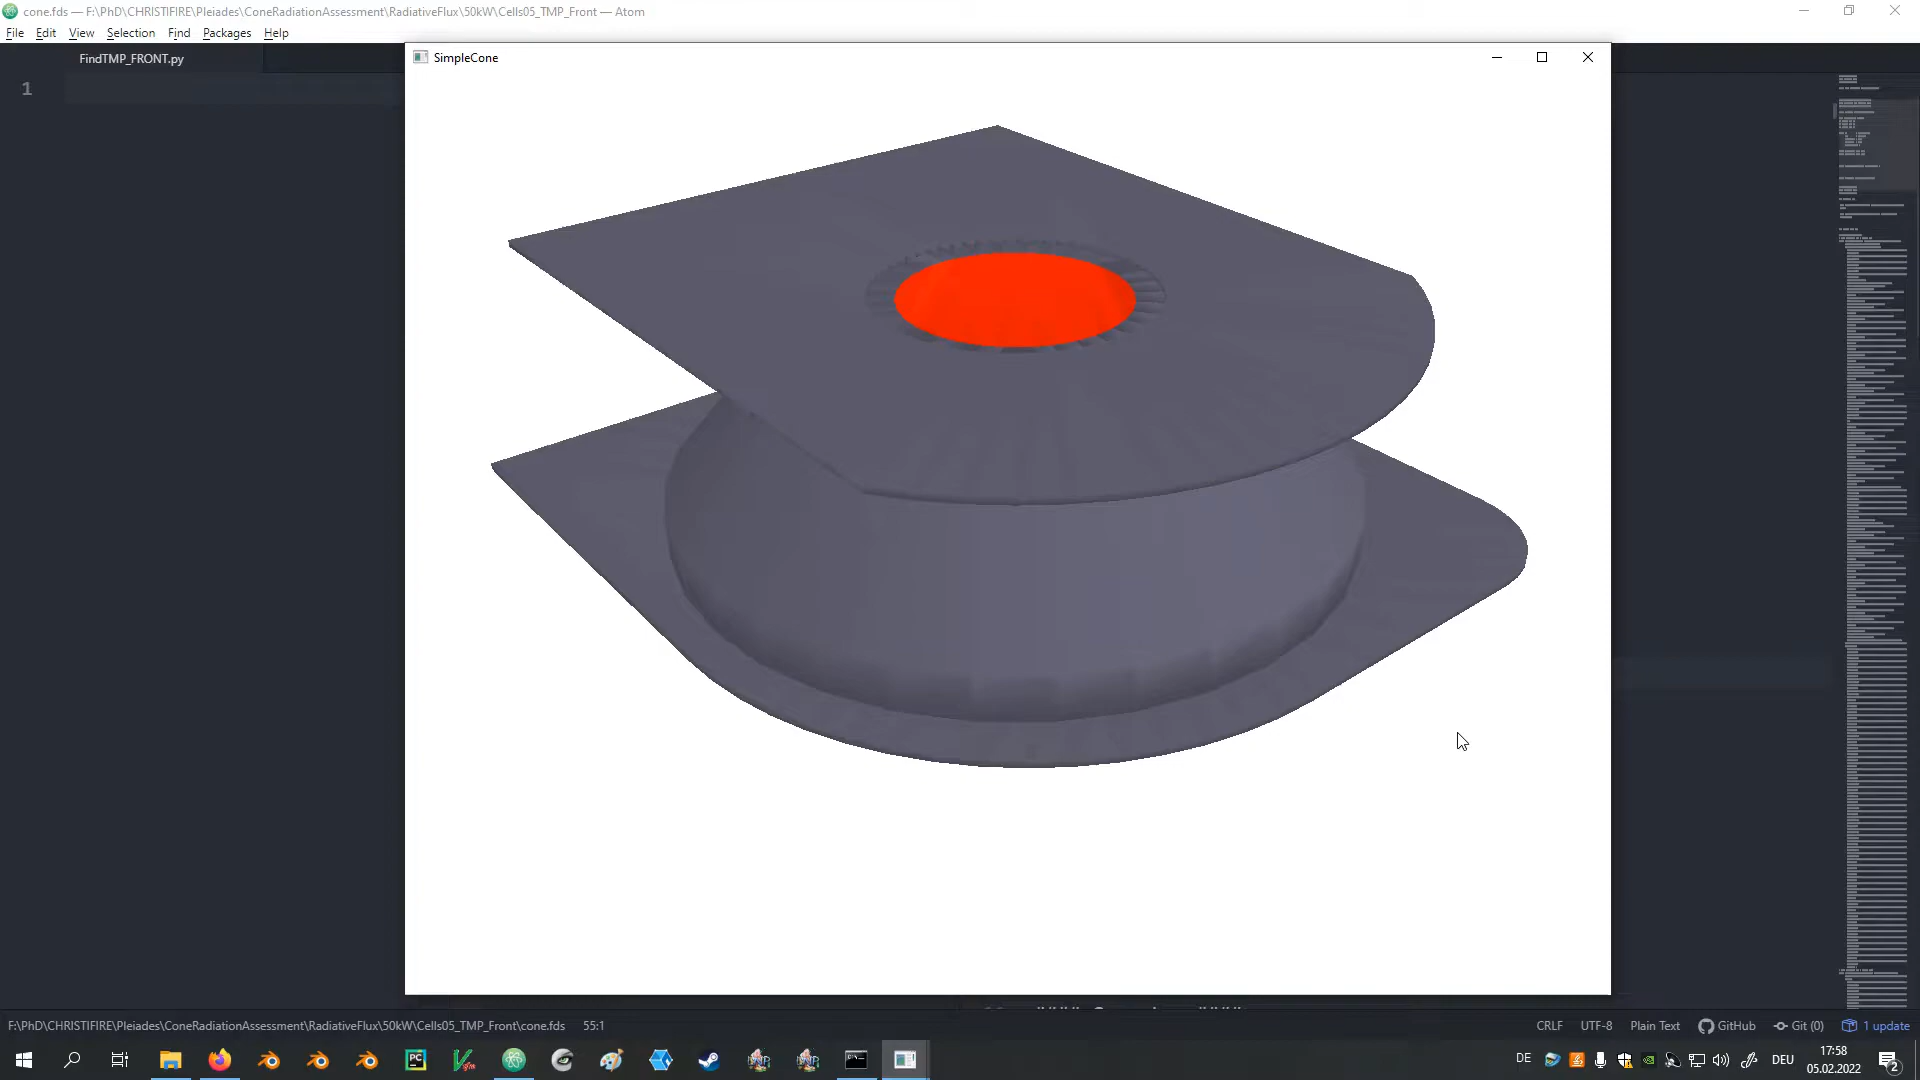 cone.fds — F:\PhD\CHRISTIFIRE\Pleiades\ConeRadiationAssessment\RadiativeFlux\50kW\Cells05_TMP_Front — Atom
File Edit View Selection Find Packages Help
FindTMP_FRONT.py
SimpleCone
1
F:\PhD\CHRISTIFIRE\Pleiades\ConeRadiationAssessment\RadiativeFlux\50kW\Cells05_TMP_Front\cone.fds 55:1 CRLF UTF-8 Plain Text GitHub Git (0) 1 update
PC DE DEU 17:58
05.02.2022 2